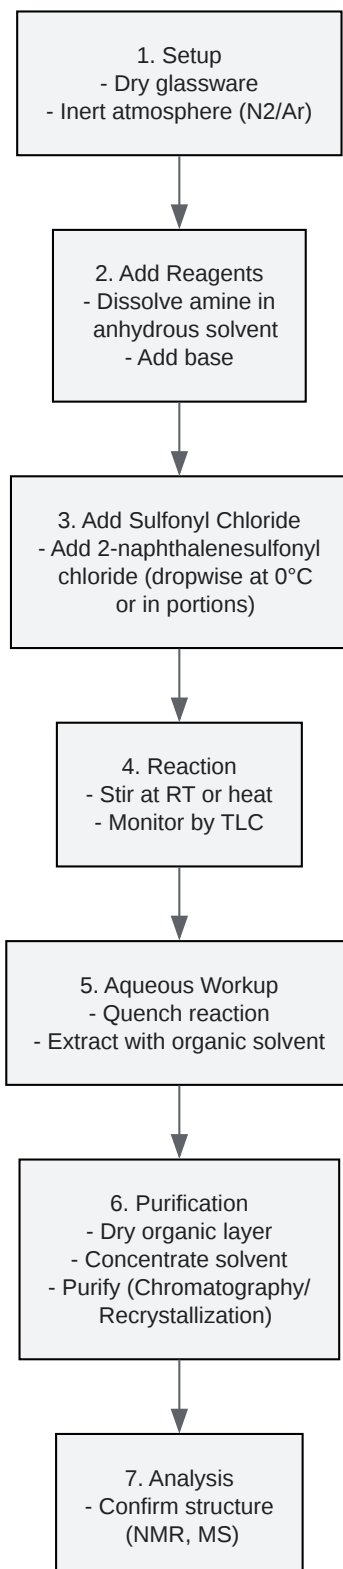 1. Setup
- Dry glassware
- Inert atmosphere (N2/Ar)
2. Add Reagents
- Dissolve amine in
anhydrous solvent
- Add base
3. Add Sulfonyl Chloride
- Add 2-naphthalenesulfonyl
chloride (dropwise at 0°C
or in portions)
4. Reaction
- Stir at RT or heat
- Monitor by TLC
5. Aqueous Workup
- Quench reaction
- Extract with organic solvent
6. Purification
- Dry organic layer
- Concentrate solvent
- Purify (Chromatography/
Recrystallization)
7. Analysis
- Confirm structure
(NMR, MS)